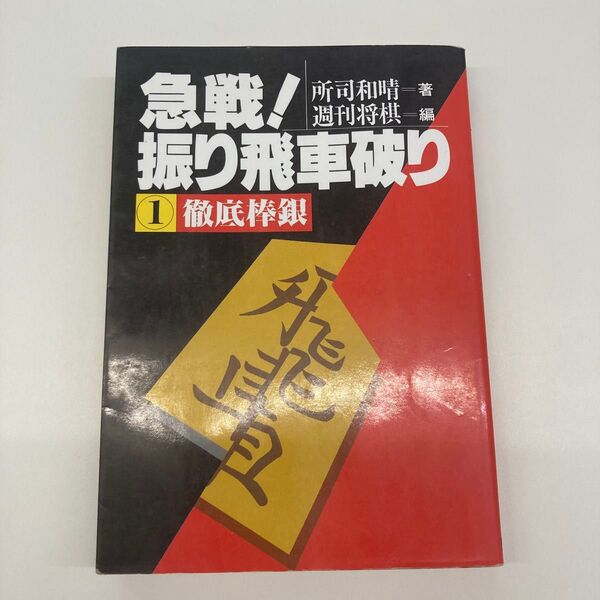 急戦!
振り飛車破り
所司和晴＝著
週刊将棋＝編
①徹底棒銀
飛車